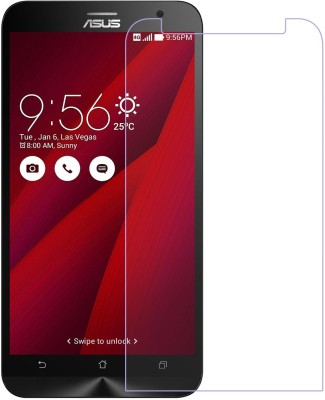 ASUS
9:56PM
9:56
25°C
Tue , Jan 6, Las Vegas
8:00 AM, Sunny
< Swipe to unlock >